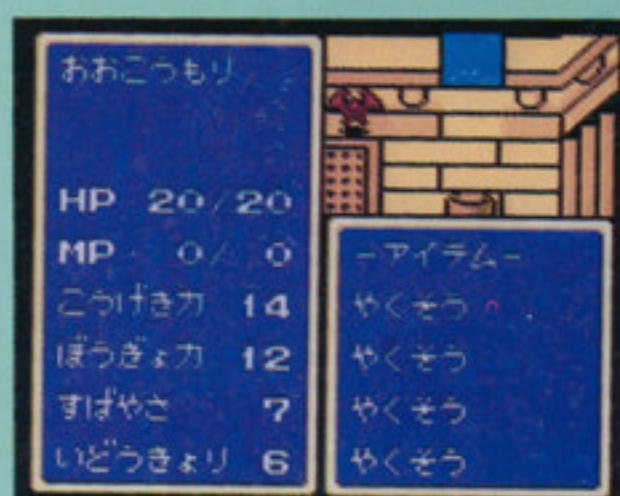 おおこうもり
HP 20/20
MP 0/ 0
こうげき力 14
ぼうぎょ力 12
すばやさ 7
いどうきょり 6
-アイテム-
やくそう
やくそう
やくそう
やくそう